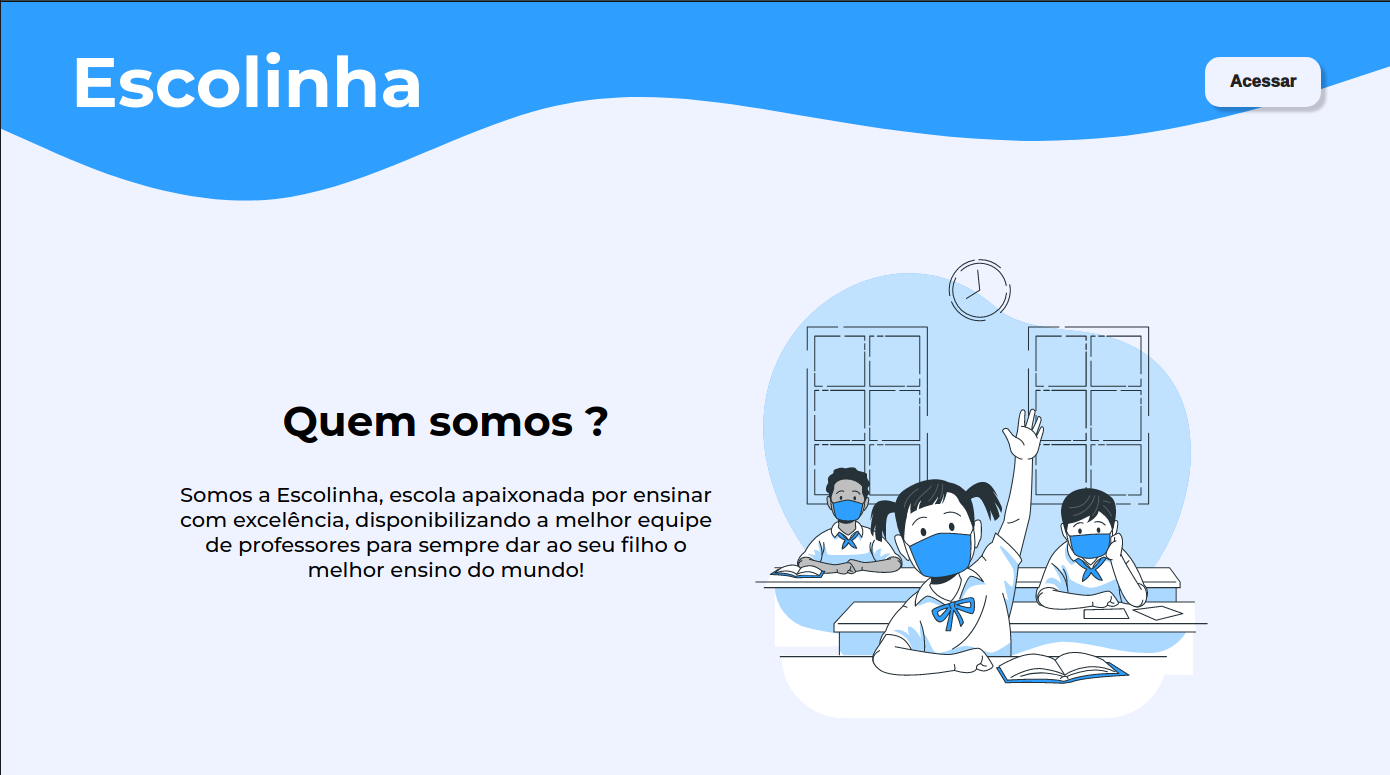 Escolinha
Acessar
Quem somos ?
Somos a Escolinha, escola apaixonada por ensinar
com excelência, disponibilizando a melhor equipe
de professores para sempre dar ao seu filho o
melhor ensino do mundo!